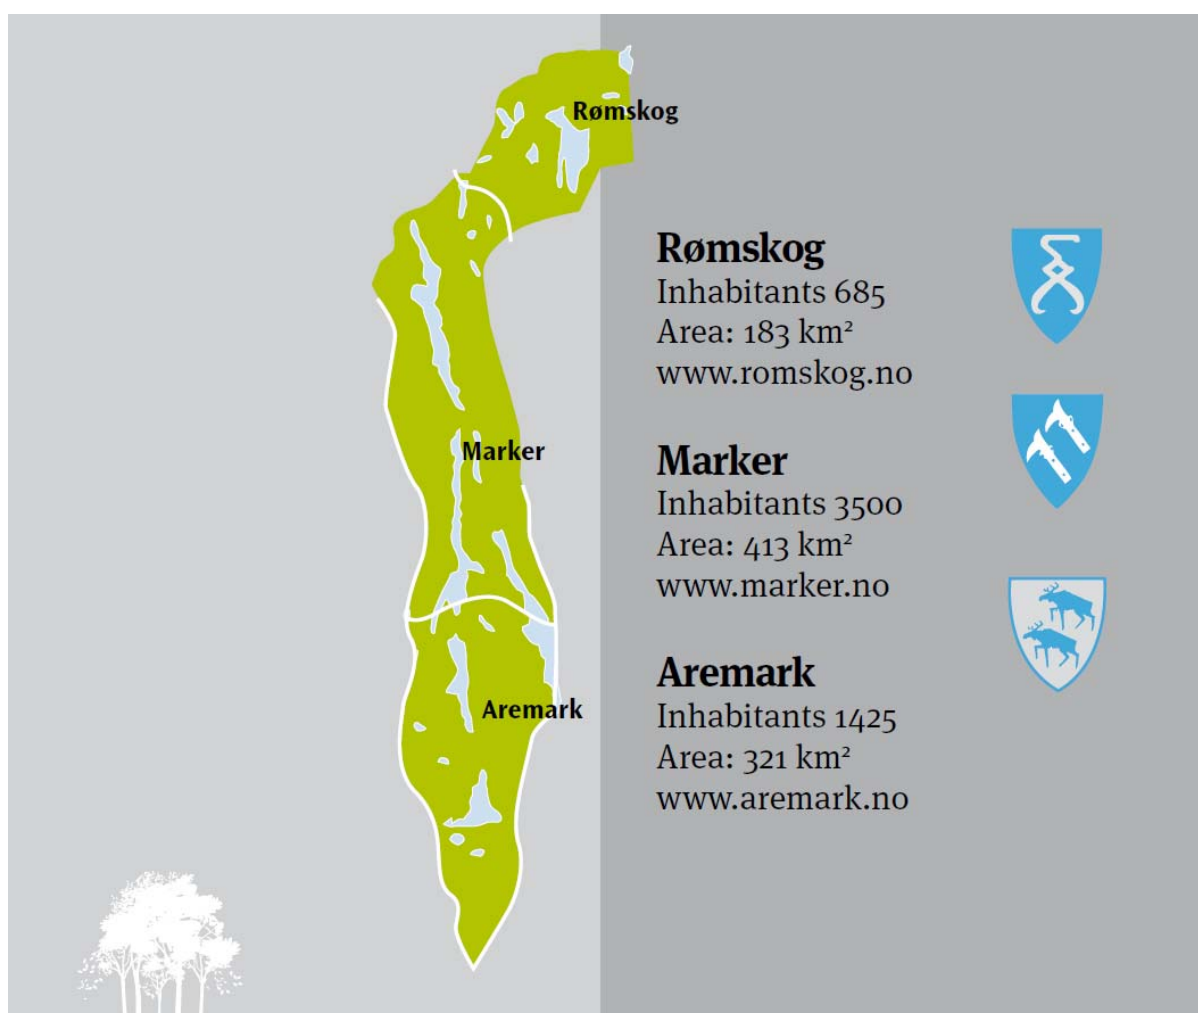 Rømskog
Marker
Aremark
Rømskog
Inhabitants 685
Area: 183 km²
www.romskog.no
Marker
Inhabitants 3500
Area: 413 km²
www.marker.no
Aremark
Inhabitants 1425
Area: 321 km²
www.aremark.no